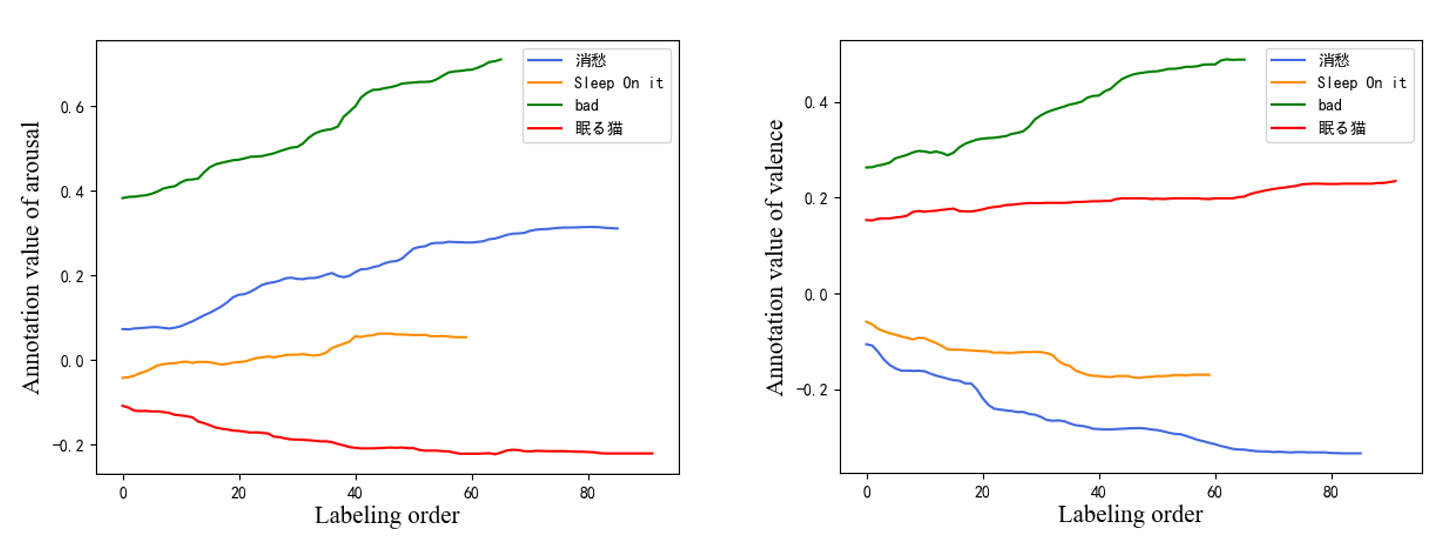 消愁
Sleep On it
bad
眠る猫
0.6
0.4
0.2
0.0
-0.2
Annotation value of arousal
0
20
40
60
80
Labeling order
消愁
Sleep On it
bad
眠る猫
0.4
0.2
0.0
-0.2
Annotation value of valence
0
20
40
60
80
Labeling order